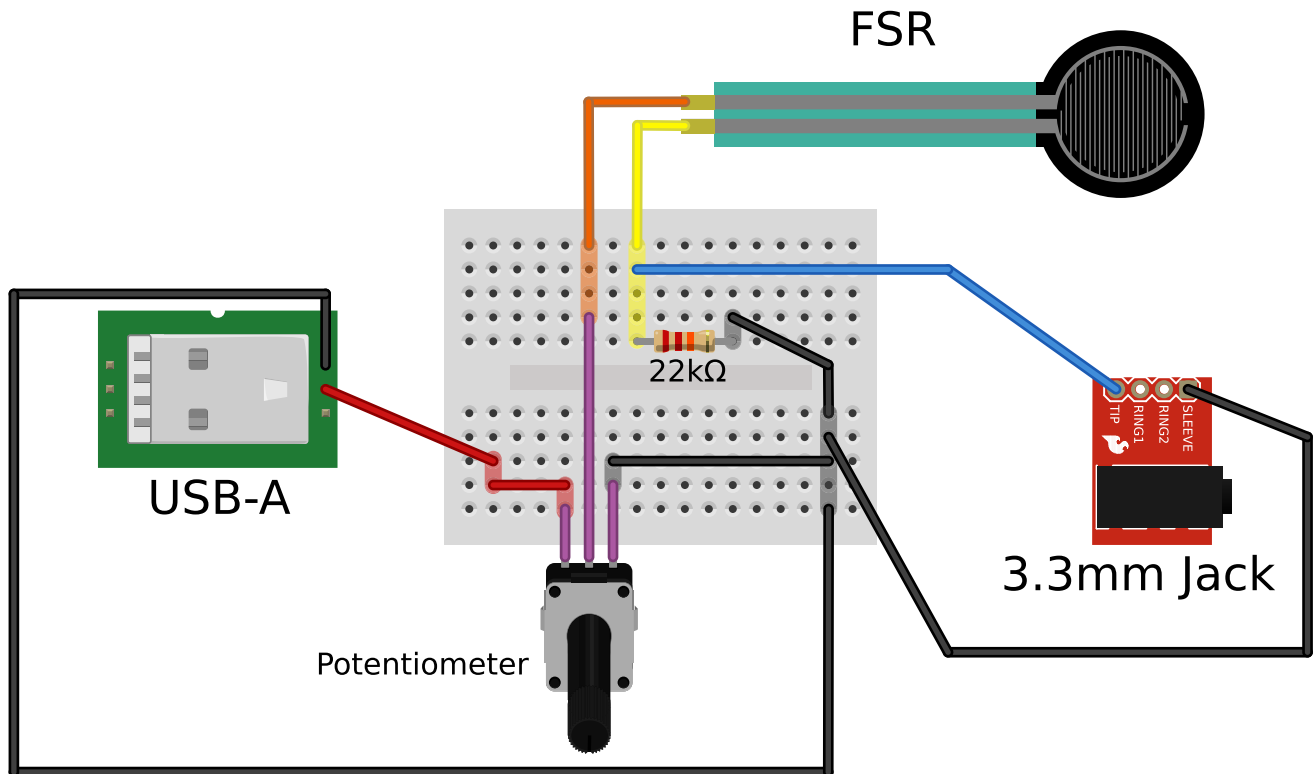 FSR
22kΩ
TIP
RING1
RING2
SLEEVE
USB-A
3.3mm Jack
Potentiometer